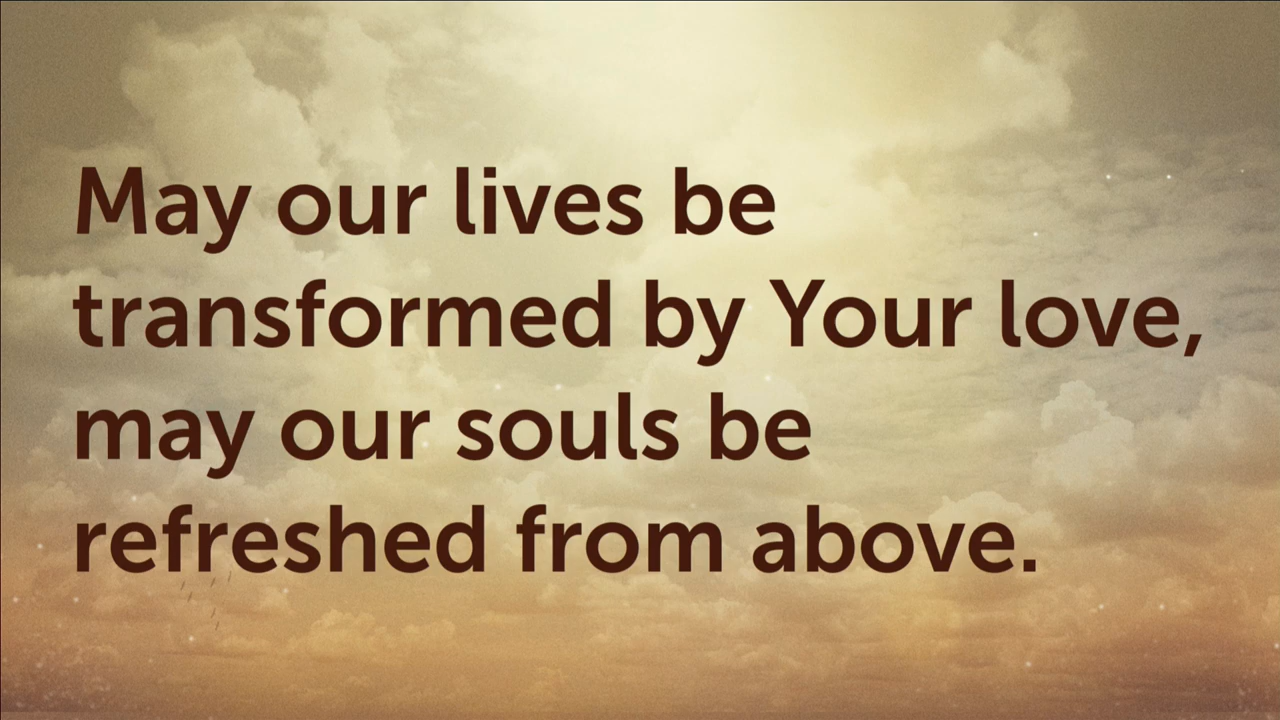 May our lives be
transformed by Your love,
may our souls be
refreshed from above.